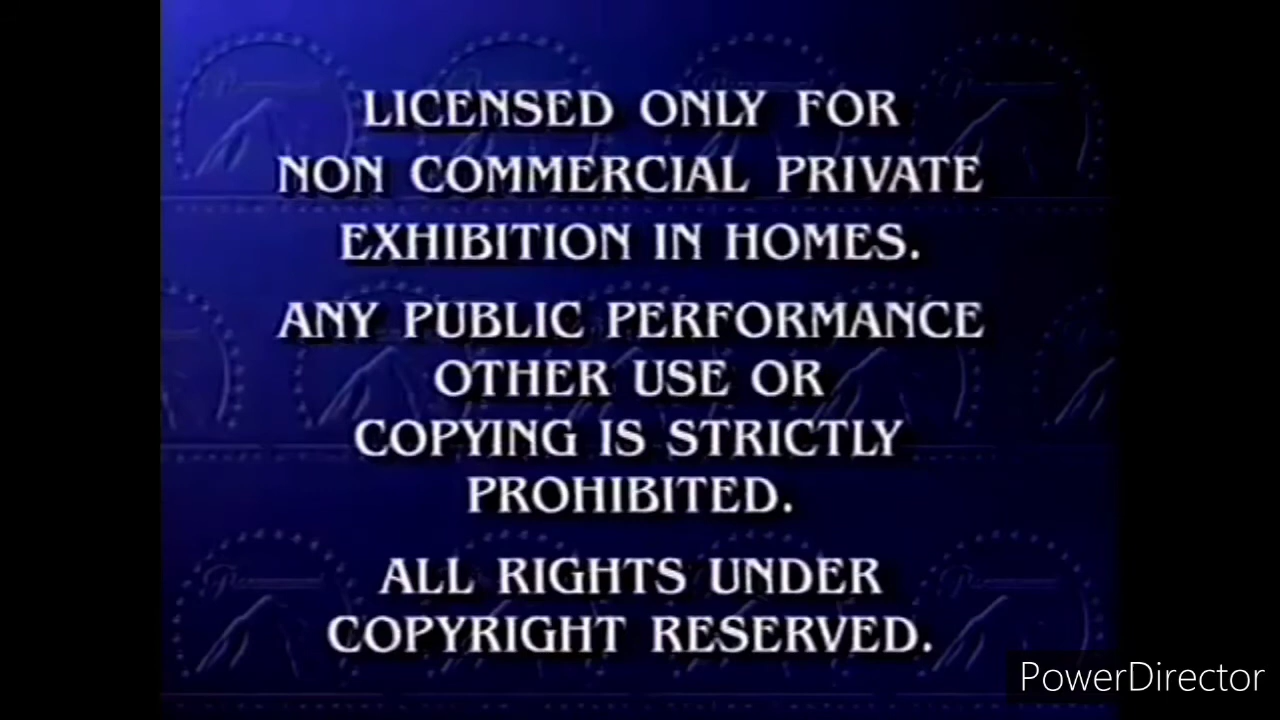 LICENSED ONLY FOR
NON COMMERCIAL PRIVATE
EXHIBITION IN HOMES.
ANY PUBLIC PERFORMANCE
OTHER USE OR
COPYING IS STRICTLY
PROHIBITED.
ALL RIGHTS UNDER
COPYRIGHT RESERVED.
PowerDirector